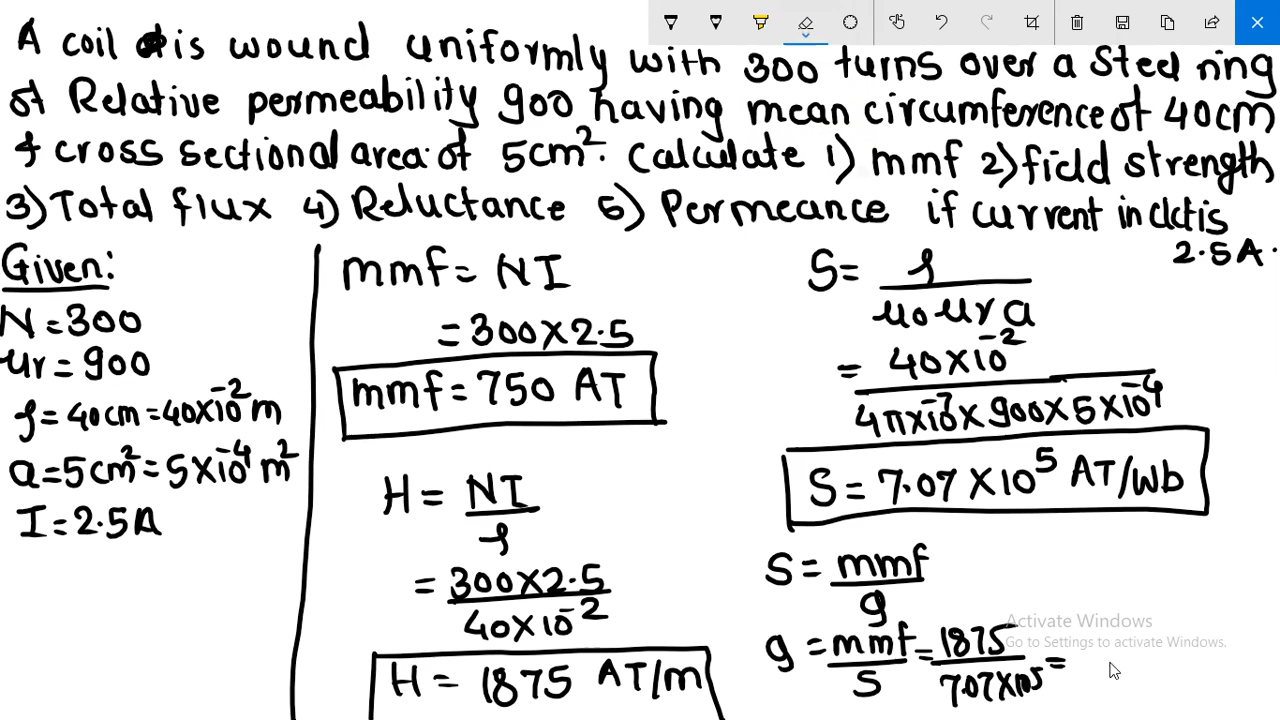 A coil is wound uniformly with 300 turns over a Steel ring
of Relative permeability 900 having mean circumference of 40cm
& cross sectional area of 5cm². Calculate 1) mmf 2) field strength
3) Total flux 4) Reluctance 5) Permeance if current in cktis
2.5A.
Given:
N = 300
μr = 900
l = 40cm = 40×10⁻² m
a = 5cm² = 5×10⁻⁴ m²
I = 2.5A
mmf = NI
= 300×2.5
mmf = 750 AT
H = NI / l
= 300×2.5 / 40×10⁻²
H = 1875 AT/m
S = l / μ0 μr a
= 40×10⁻² / 4π×10⁻⁷×900×5×10⁻⁴
S = 7.07×10⁵ AT/Wb
S = mmf / φ
φ = mmf / S = 1875 / 7.07×10⁵ =
Activate Windows
Go to Settings to activate Windows.